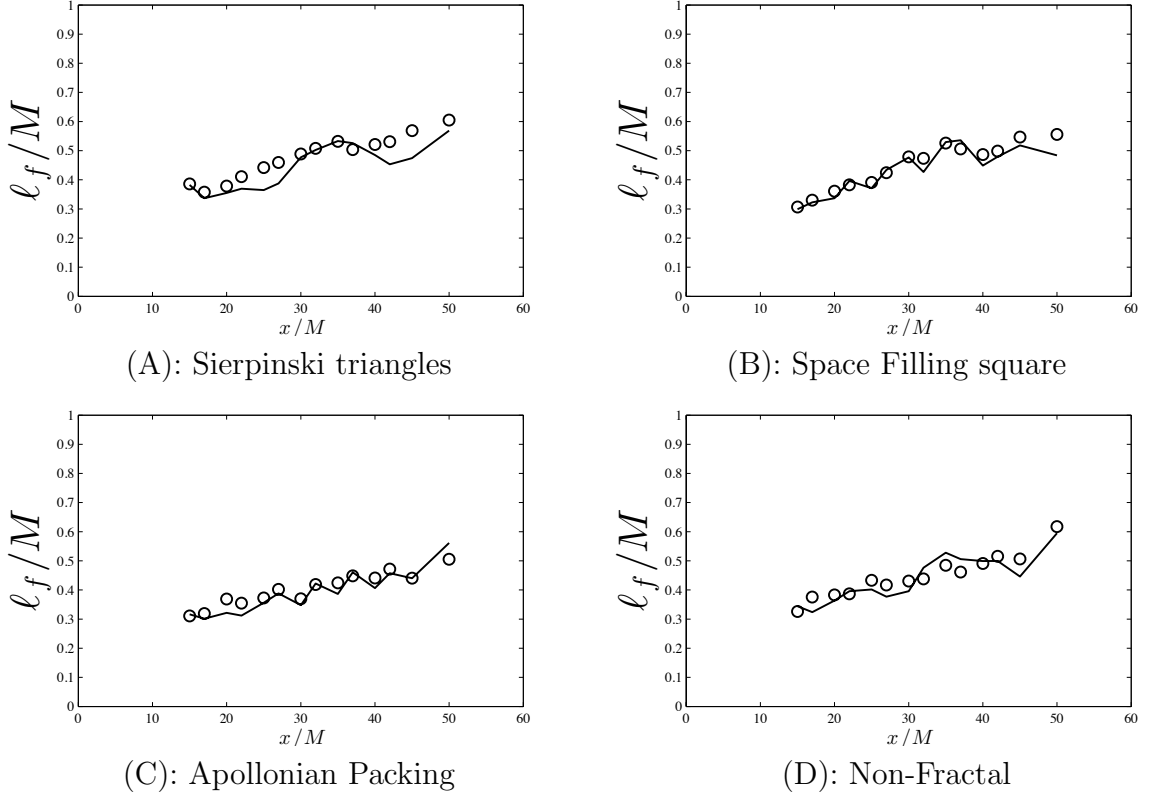 1
0.9
0.8
0.7
0.6
0.5
0.4
0.3
0.2
0.1
0
ℓ_f/M
0 10 20 30 40 50 60
x/M
(A): Sierpinski triangles
1
0.9
0.8
0.7
0.6
0.5
0.4
0.3
0.2
0.1
0
ℓ_f/M
0 10 20 30 40 50 60
x/M
(B): Space Filling square
1
0.9
0.8
0.7
0.6
0.5
0.4
0.3
0.2
0.1
0
ℓ_f/M
0 10 20 30 40 50 60
x/M
(C): Apollonian Packing
1
0.9
0.8
0.7
0.6
0.5
0.4
0.3
0.2
0.1
0
ℓ_f/M
0 10 20 30 40 50 60
x/M
(D): Non-Fractal